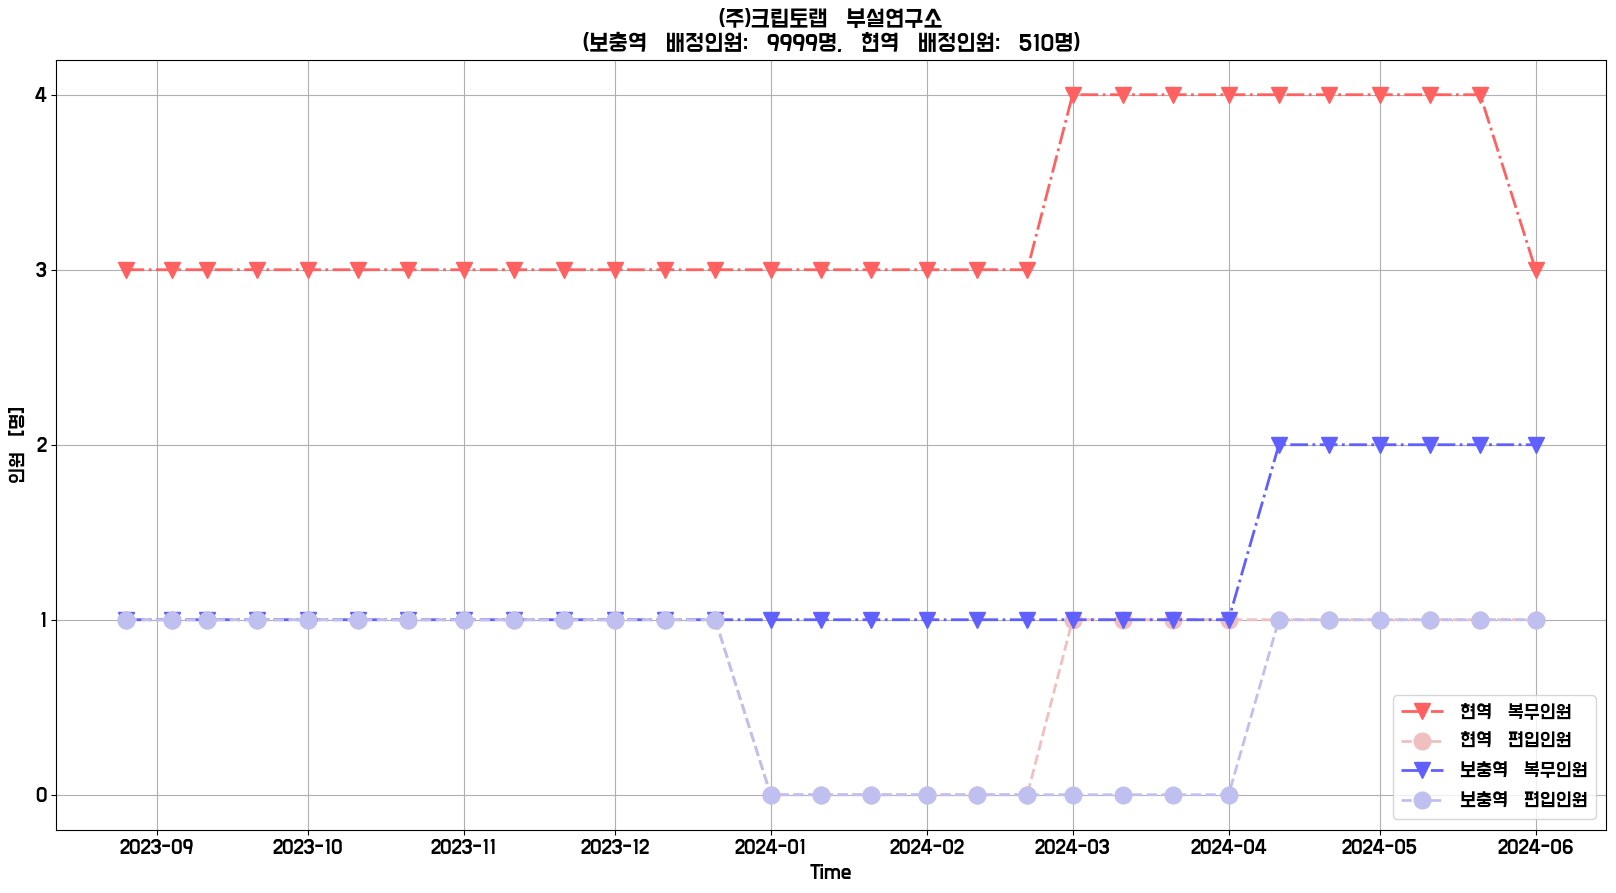 (주)크립토랩 부설연구소
(보충역 배정인원: 9999명, 현역 배정인원: 510명)
인원 [명]
4
3
2
1
0
2023-09 2023-10 2023-11 2023-12 2024-01 2024-02 2024-03 2024-04 2024-05 2024-06
Time
현역 복무인원
현역 편입인원
보충역 복무인원
보충역 편입인원